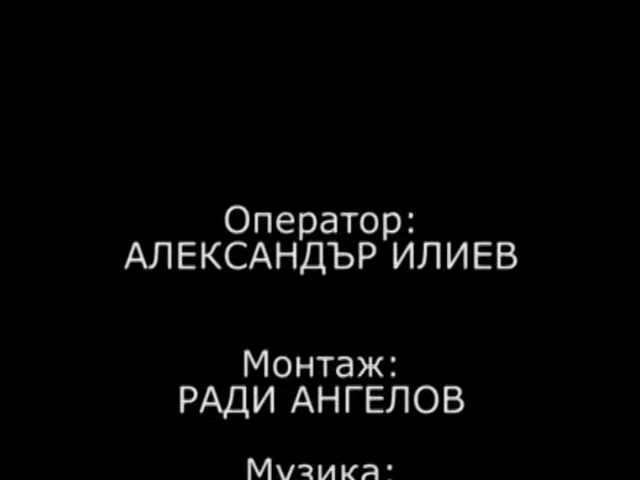 Оператор:
АЛЕКСАНДЪР ИЛИЕВ
Монтаж:
РАДИ АНГЕЛОВ
Музика: